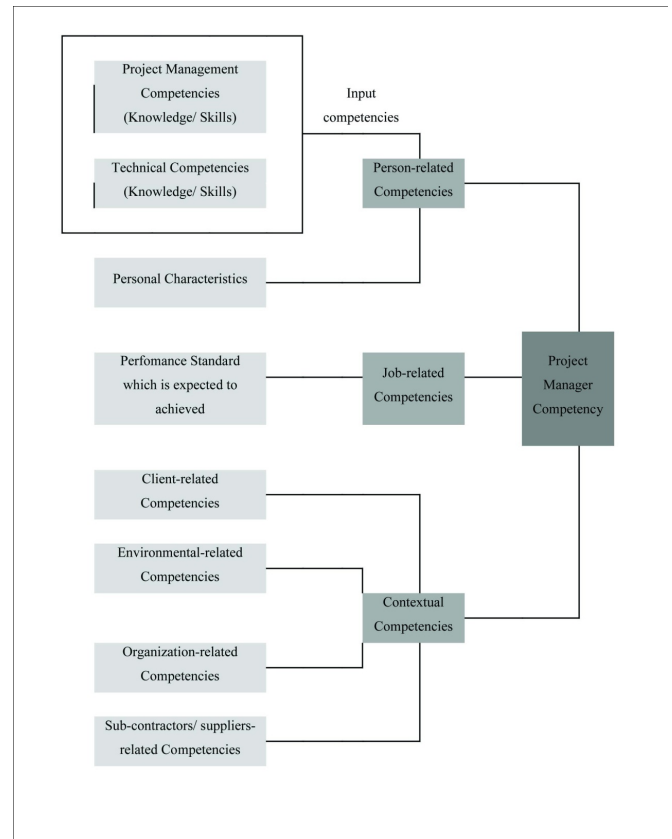 Project Management
Competencies
(Knowledge/ Skills)
Input
competencies
Technical Competencies
(Knowledge/ Skills)
Person-related
Competencies
Personal Characteristics
Perfomance Standard
which is expected to
achieved
Job-related
Competencies
Project
Manager
Competency
Client-related
Competencies
Environmental-related
Competencies
Contextual
Competencies
Organization-related
Competencies
Sub-contractors/ suppliers-
related Competencies